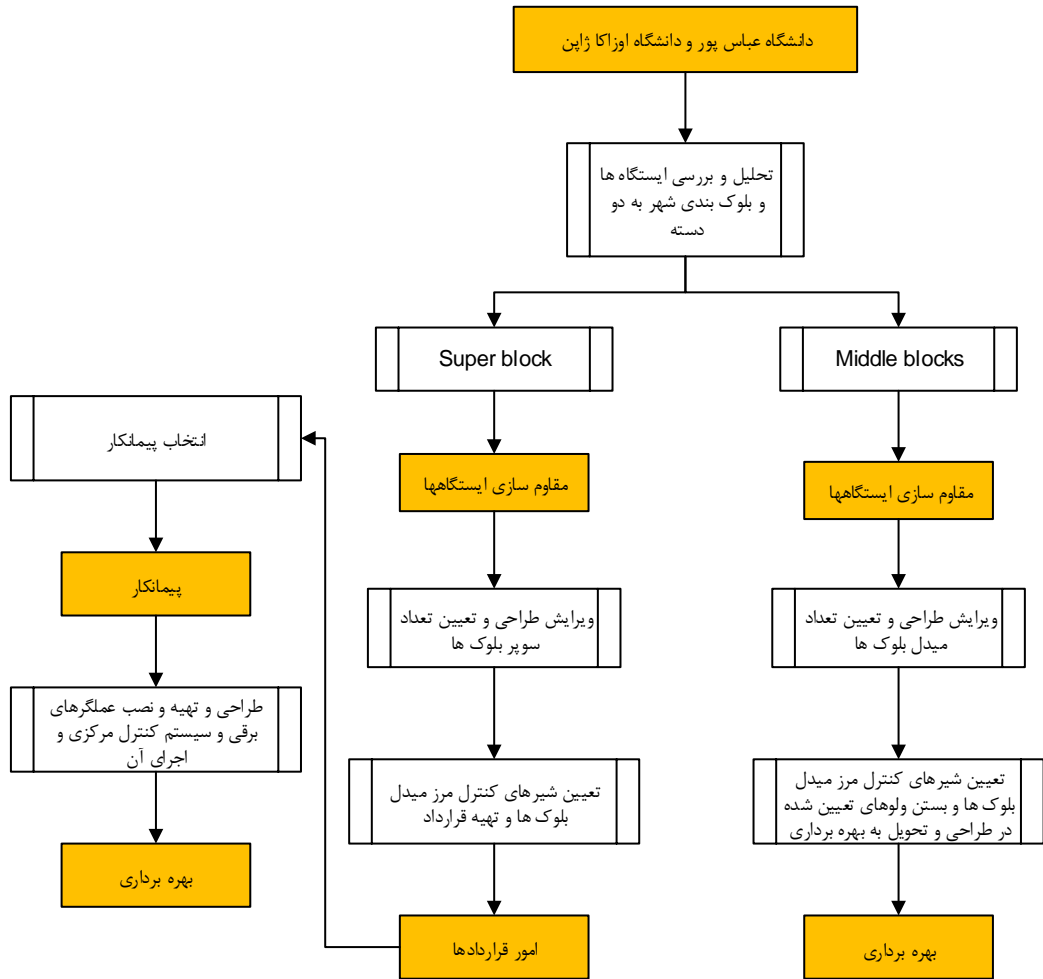 دانشگاه عباس پور و دانشگاه اوزاکا ژاپن
تحلیل و بررسی ایستگاه ها
و بلوک بندی شهر به دو
دسته
Super block
Middle blocks
انتخاب پیمانکار
مقاوم سازی ایستگاهها
مقاوم سازی ایستگاهها
پیمانکار
ویرایش طراحی و تعیین تعداد
سوپر بلوک ها
ویرایش طراحی و تعیین تعداد
میدل بلوک ها
طراحی و تهیه و نصب عملگرهای
برقی و سیستم کنترل مرکزی و
اجرای آن
تعیین شیرهای کنترل مرز میدل
بلوک ها و تهیه قرارداد
تعیین شیرهای کنترل مرز میدل
بلوک ها و بستن ولوهای تعیین شده
در طراحی و تحویل به بهره برداری
بهره برداری
امور قراردادها
بهره برداری